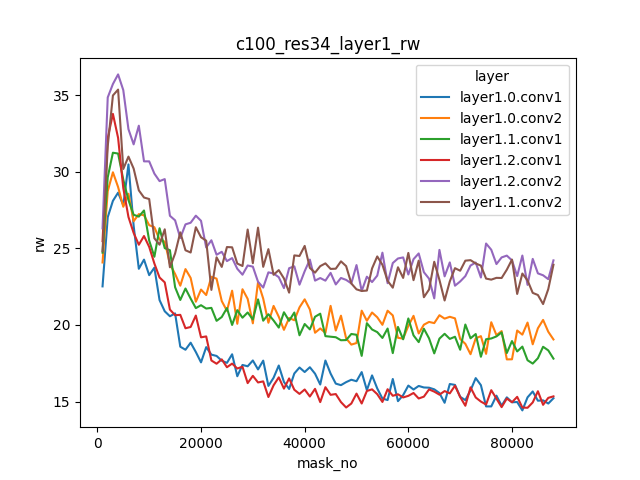 c100_res34_layer1_rw
layer
layer1.0.conv1
layer1.0.conv2
layer1.1.conv1
layer1.2.conv1
layer1.2.conv2
layer1.1.conv2
rw
35
30
25
20
15
0 20000 40000 60000 80000
mask_no